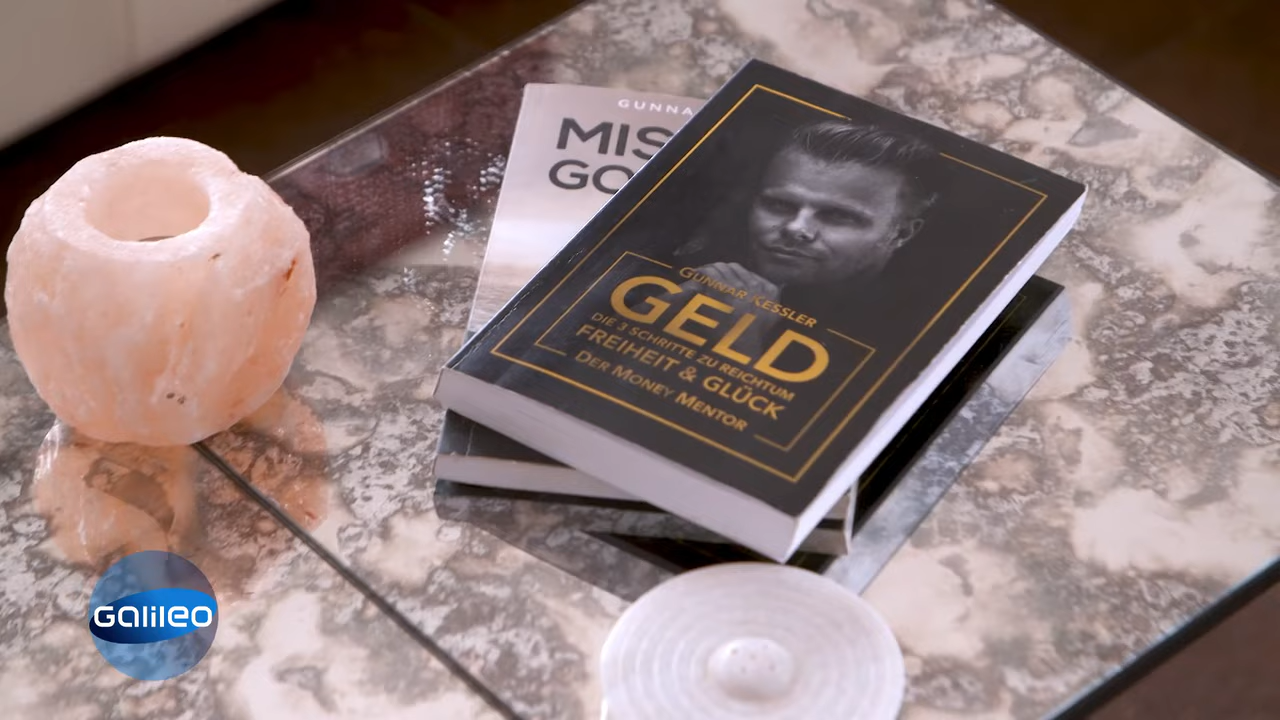 GUNNA
MIS
GO
GUNNAR KESSLER
GELD
DIE 3 SCHRITTE ZU REICHTUM
FREIHEIT & GLÜCK
DER MONEY MENTOR
GALILEO